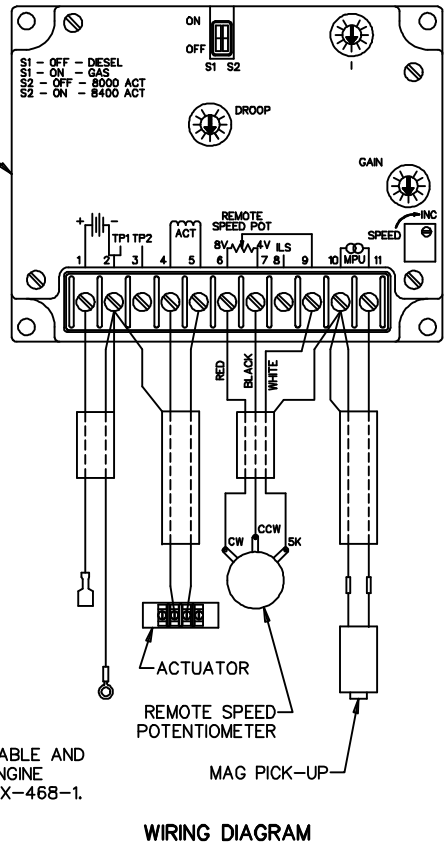 ON
OFF
S1 S2
S1 - OFF - DIESEL
S1 - ON - GAS
S2 - OFF - 8000 ACT
S2 - ON - 8400 ACT
I
DROOP
GAIN
INC
SPEED
+ -
TP1 TP2
ACT
REMOTE
SPEED POT
8V 4V ILS
MPU
1 2 3 4 5 6 7 8 9 10 11
RED
BLACK
WHITE
CW
CCW
5K
ACTUATOR
REMOTE SPEED
POTENTIOMETER
MAG PICK-UP
ABLE AND
NGINE
X-468-1.
WIRING DIAGRAM